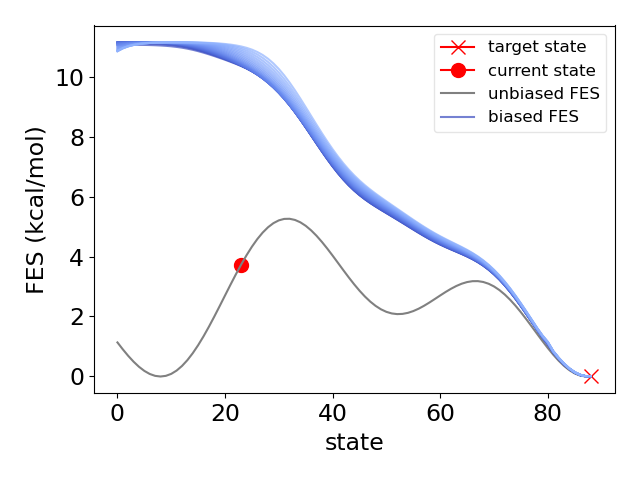 target state
current state
unbiased FES
biased FES
FES (kcal/mol)
10
8
6
4
2
0
0 20 40 60 80
state